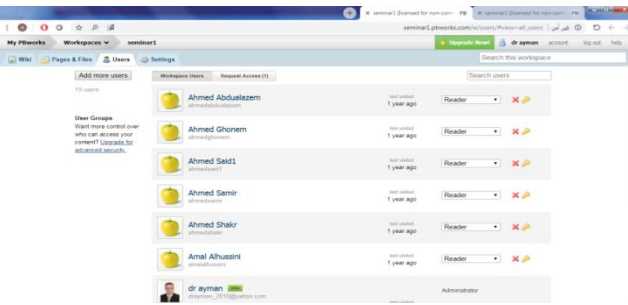 seminar1 (licensed for non-com
seminar1 (licensed for non-com
seminar1.pbworks.com/w/users/#view=all_users
غير آمن
My PBworks Workspaces seminar1
Upgrade Now! dr ayman account log out help
Wiki Pages & Files Users Settings
Search this workspace
Add more users
Workspace Users Request Access (1)
Search users
19 users
User Groups
Want more control over
who can access your
content? Upgrade for
advanced security.
Ahmed Abdualazem
ahmedabdualazem
last visited
1 year ago
Reader
Ahmed Ghonem
ahmedghonem
last visited
1 year ago
Reader
Ahmed Said1
ahmedsaid1
last visited
1 year ago
Reader
Ahmed Samir
ahmedsamir
last visited
1 year ago
Reader
Ahmed Shakr
ahmedshakr
last visited
1 year ago
Reader
Amal Alhussini
amalalhussini
last visited
1 year ago
Reader
dr ayman
drayman_2010@yahoo.com
last visited
Administrator